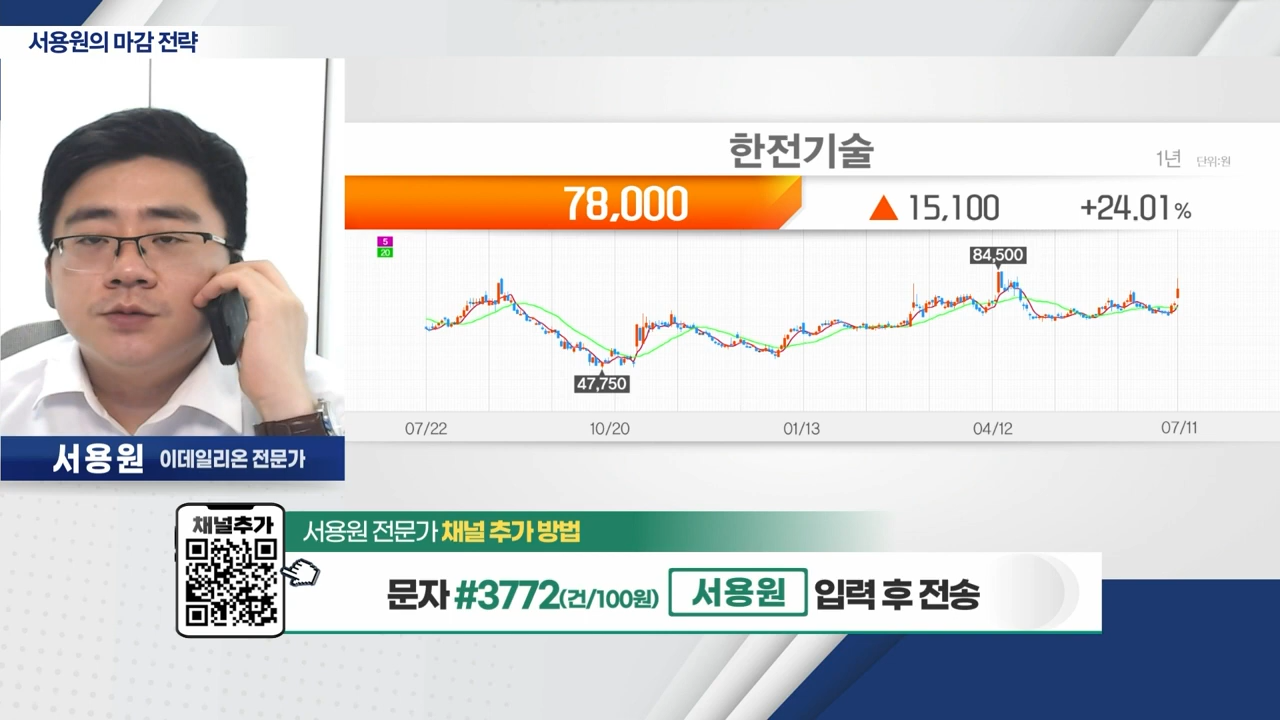 서용원의 마감 전략
한전기술
1년 단위:원
78,000 ▲ 15,100 +24.01%
5
20
84,500
47,750
07/22 10/20 01/13 04/12 07/11
서용원 이데일리온 전문가
채널추가
서용원 전문가 채널 추가 방법
문자 #3772(건/100원) 서용원 입력 후 전송